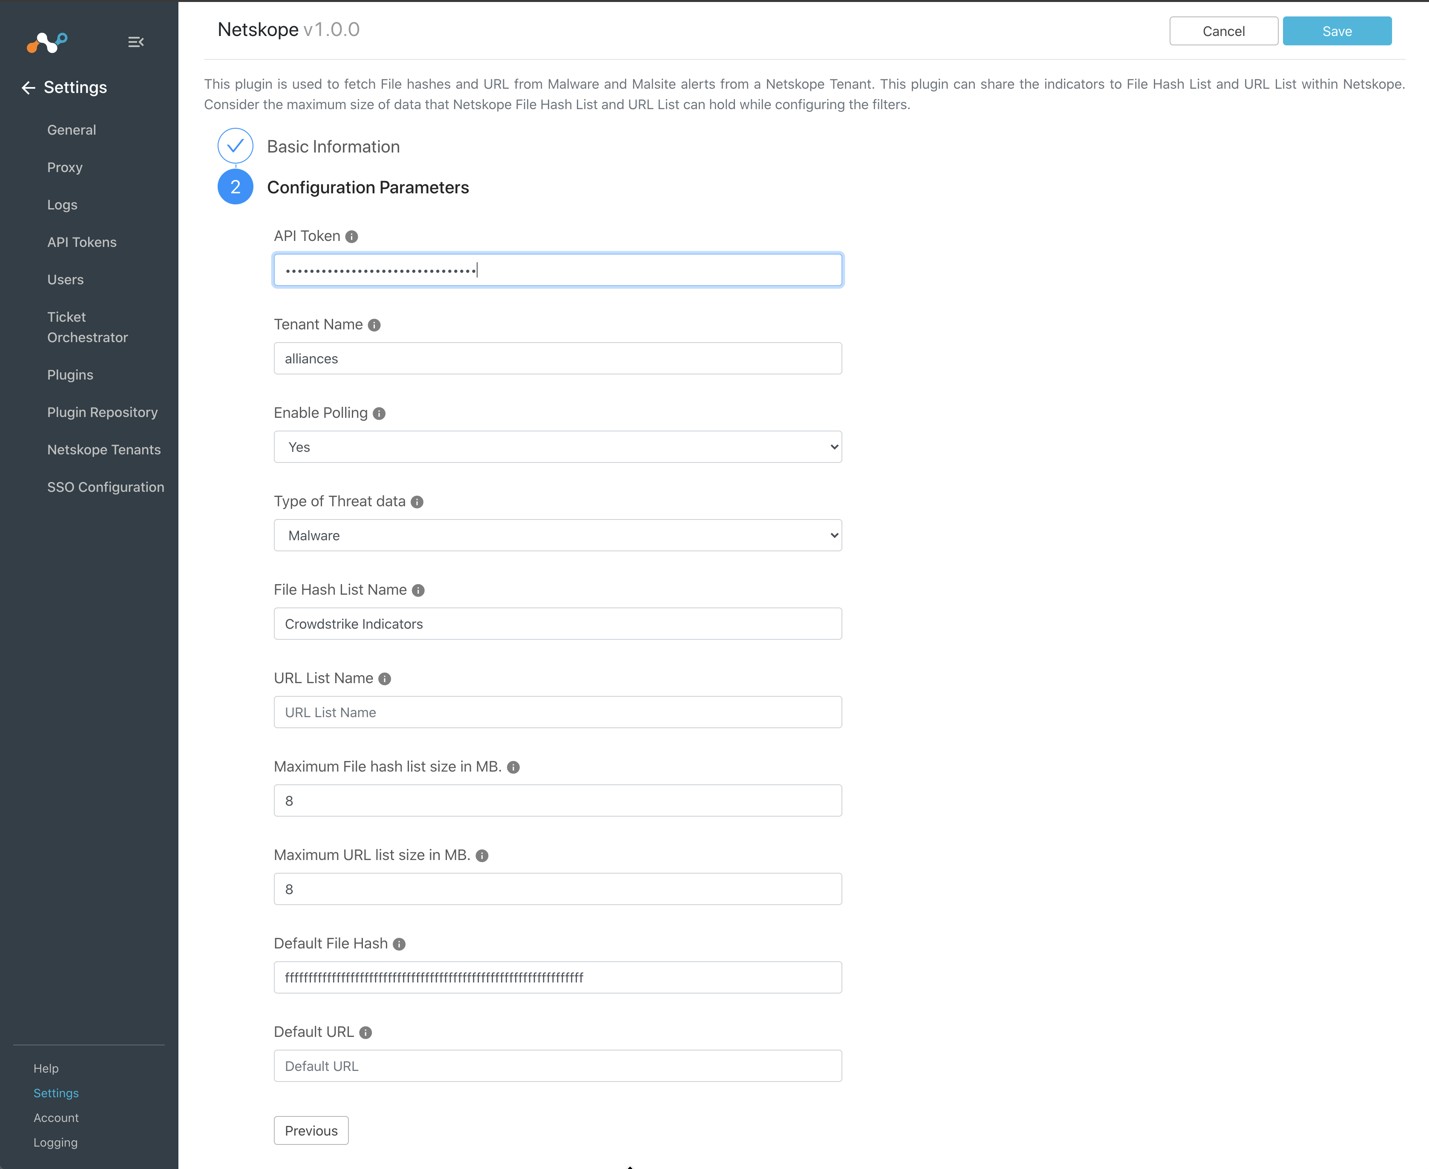 Settings
General
Proxy
Logs
API Tokens
Users
Ticket
Orchestrator
Plugins
Plugin Repository
Netskope Tenants
SSO Configuration
Help
Settings
Account
Logging
Netskope v1.0.0
Cancel
Save
This plugin is used to fetch File hashes and URL from Malware and Malsite alerts from a Netskope Tenant. This plugin can share the indicators to File Hash List and URL List within Netskope.
Consider the maximum size of data that Netskope File Hash List and URL List can hold while configuring the filters.
Basic Information
2 Configuration Parameters
API Token
••••••••••••••••••••••••••••••••
Tenant Name
alliances
Enable Polling
Yes
Type of Threat data
Malware
File Hash List Name
Crowdstrike Indicators
URL List Name
URL List Name
Maximum File hash list size in MB.
8
Maximum URL list size in MB.
8
Default File Hash
ffffffffffffffffffffffffffffffffffffffffffffffffffffffffffffffff
Default URL
Default URL
Previous